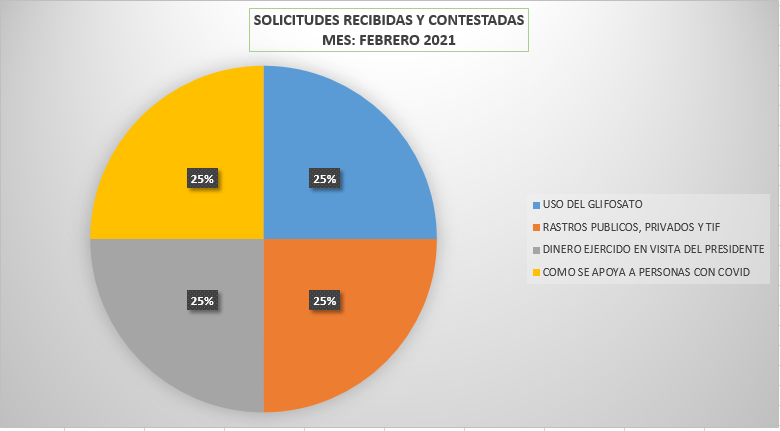 SOLICITUDES RECIBIDAS Y CONTESTADAS
MES: FEBRERO 2021
25%
25%
25%
25%
USO DEL GLIFOSATO
RASTROS PUBLICOS, PRIVADOS Y TIF
DINERO EJERCIDO EN VISITA DEL PRESIDENTE
COMO SE APOYA A PERSONAS CON COVID